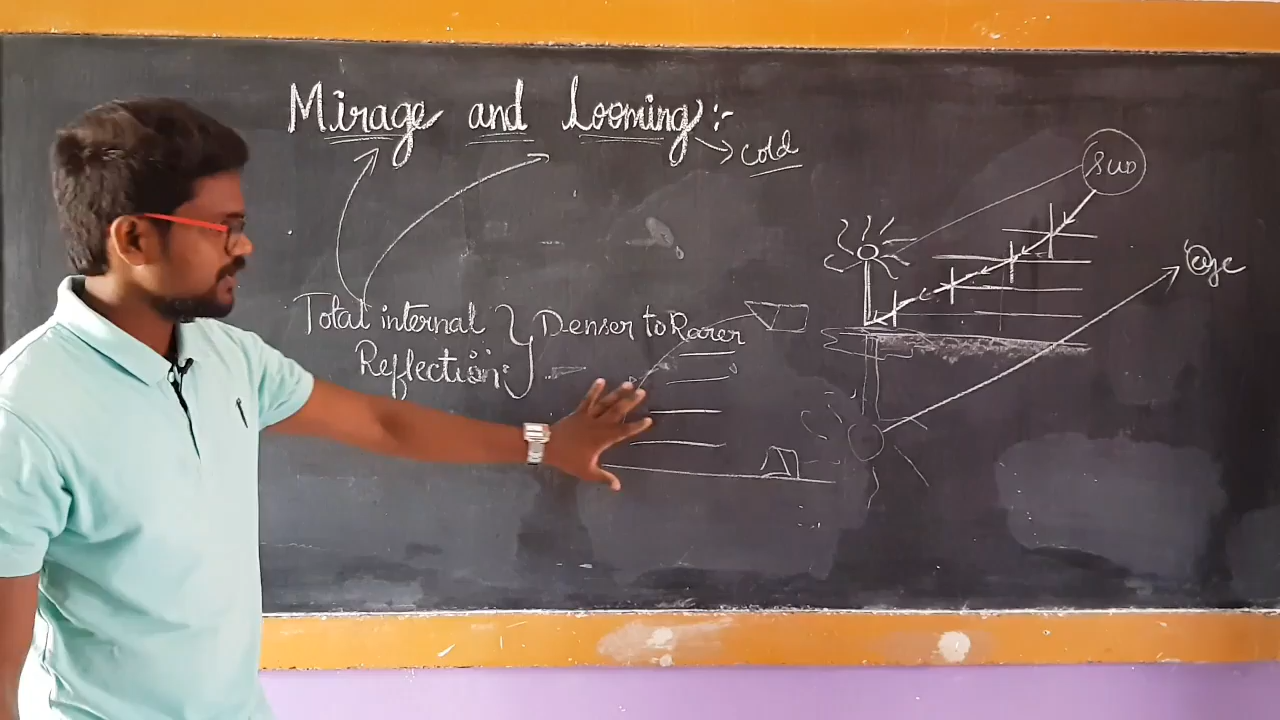 Mirage and Looming :-
cold
sun
Eye
Total internal
Reflection:
Denser to Rarer